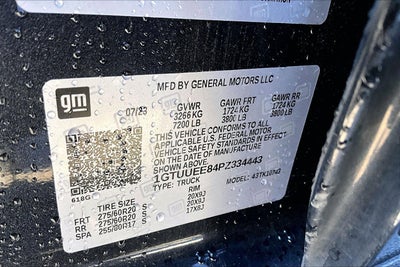 gm
MFD BY GENERAL MOTORS LLC
07/23
GVWR GAWR FRT GAWR RR
3266 KG 1724 KG 1724 KG
7200 LB 3800 LB 3800 LB
THIS VEHICLE CONFORMS TO ALL
APPLICABLE U.S. FEDERAL MOTOR
VEHICLE SAFETY STANDARDS IN EFFECT
ON THE DATE OF MANUFACTURE
SHOWN ABOVE.
1GTUUEE84PZ334443
618G
TYPE: TRUCK
MODEL:
TIRE SIZE RIM
FRT 275/60R20 S 20X9J
RR 275/60R20 S 20X9J
SPA 255/80R17 S 17X8J